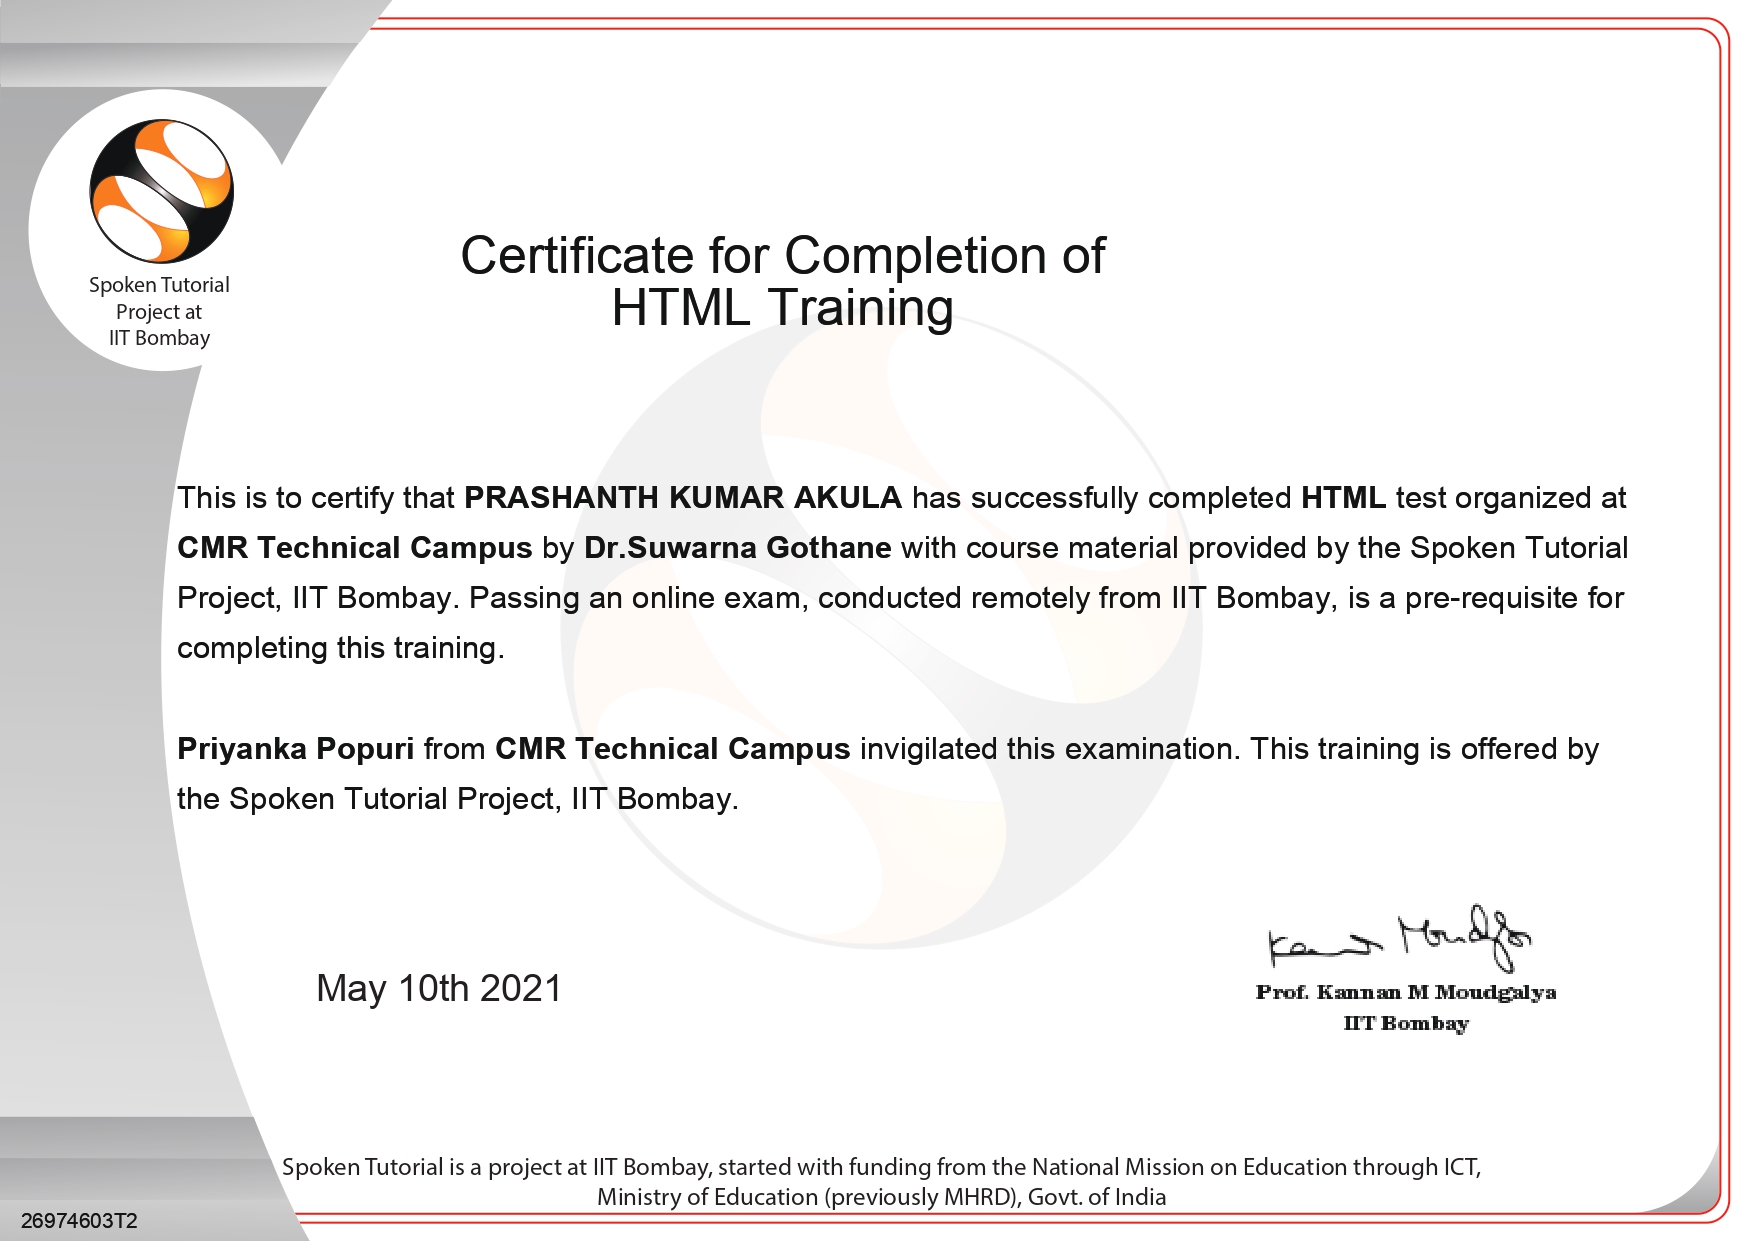 Spoken Tutorial
Project at
IIT Bombay
Certificate for Completion of
HTML Training
This is to certify that PRASHANTH KUMAR AKULA has successfully completed HTML test organized at
CMR Technical Campus by Dr.Suwarna Gothane with course material provided by the Spoken Tutorial
Project, IIT Bombay. Passing an online exam, conducted remotely from IIT Bombay, is a pre-requisite for
completing this training.
Priyanka Popuri from CMR Technical Campus invigilated this examination. This training is offered by
the Spoken Tutorial Project, IIT Bombay.
May 10th 2021
Prof. Kannan M Moudgalya
IIT Bombay
Spoken Tutorial is a project at IIT Bombay, started with funding from the National Mission on Education through ICT,
Ministry of Education (previously MHRD), Govt. of India
26974603T2